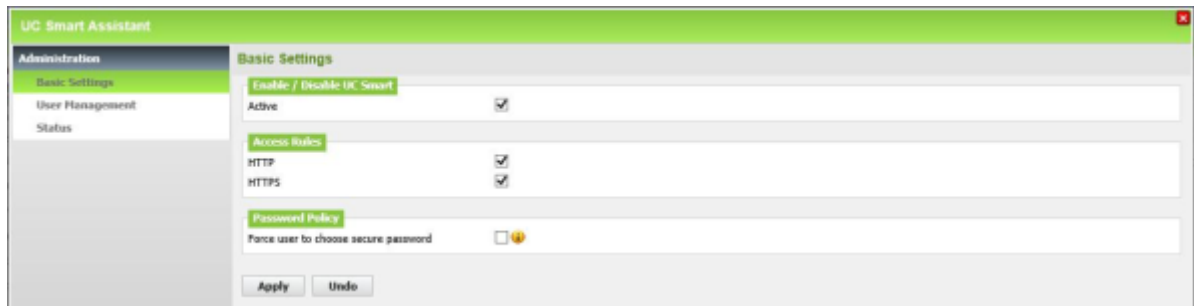 UC Smart Assistant
Administration
Basic Settings
User Management
Status
Basic Settings
Enable / Disable UC Smart
Active
Access Rules
HTTP
HTTPS
Password Policy
Force user to choose secure password
Apply Undo